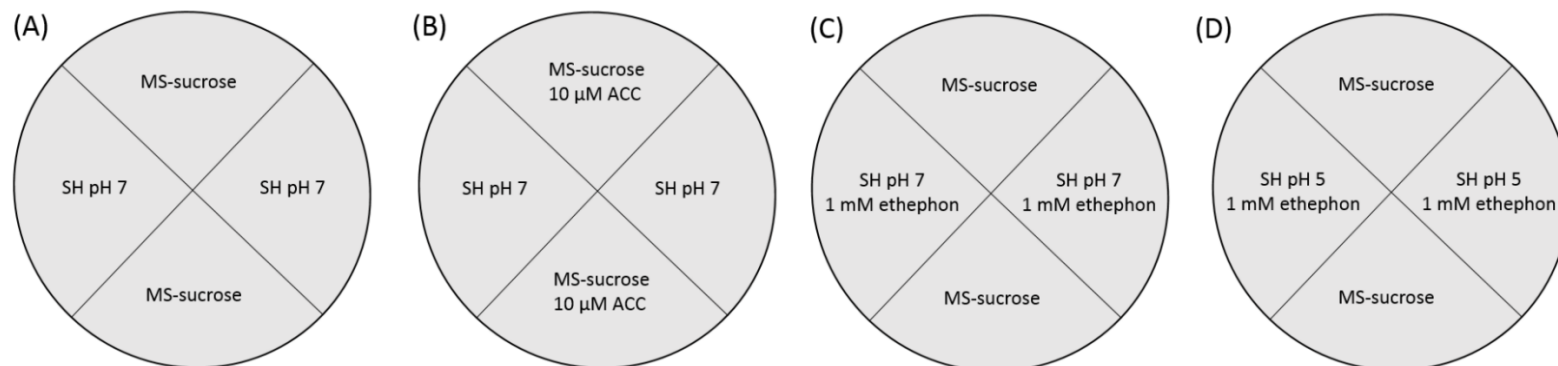 (A)
MS-sucrose
SH pH 7
SH pH 7
MS-sucrose
(B)
MS-sucrose
10 µM ACC
SH pH 7
SH pH 7
MS-sucrose
10 µM ACC
(C)
MS-sucrose
SH pH 7
1 mM ethephon
SH pH 7
1 mM ethephon
MS-sucrose
(D)
MS-sucrose
SH pH 5
1 mM ethephon
SH pH 5
1 mM ethephon
MS-sucrose